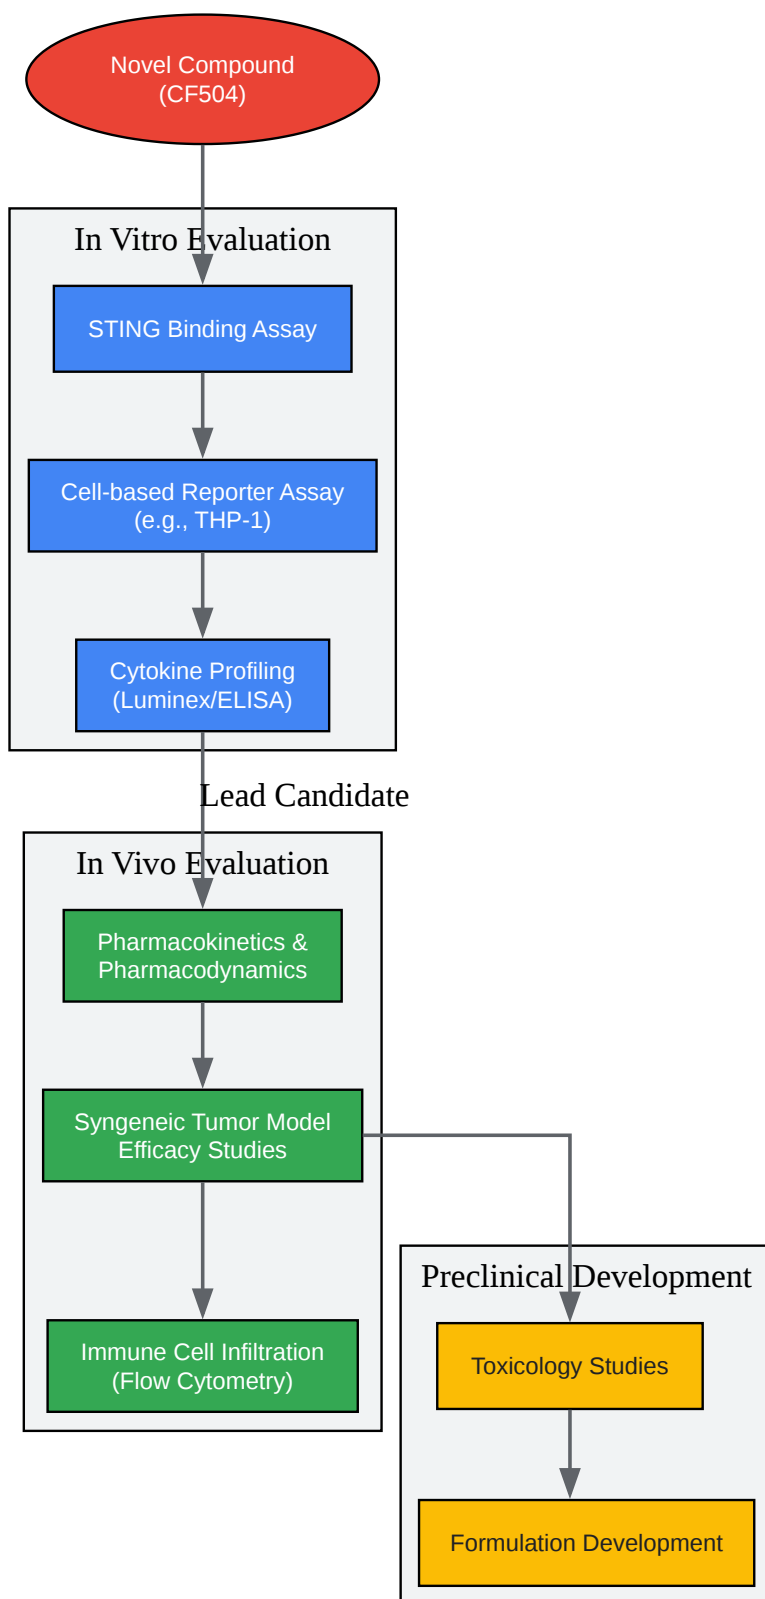 Novel Compound
(CF504)
In Vitro Evaluation
STING Binding Assay
Cell-based Reporter Assay
(e.g., THP-1)
Cytokine Profiling
(Luminex/ELISA)
Lead Candidate
In Vivo Evaluation
Pharmacokinetics &
Pharmacodynamics
Syngeneic Tumor Model
Efficacy Studies
Immune Cell Infiltration
(Flow Cytometry)
Preclinical Development
Toxicology Studies
Formulation Development